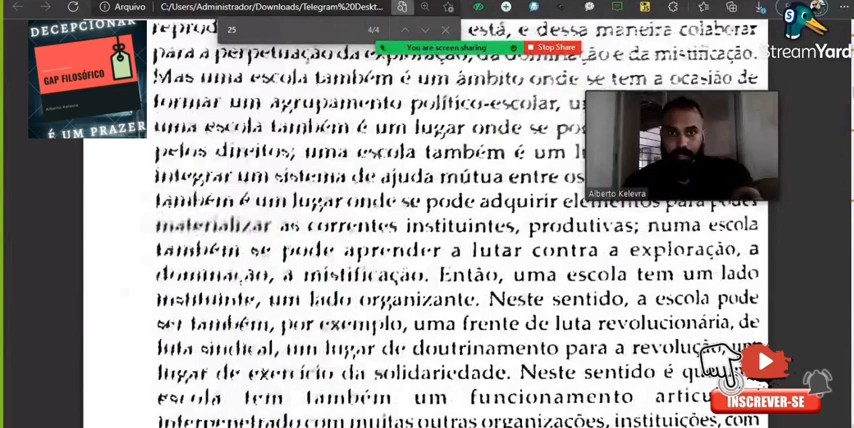 Arquivo C:/Users/Administrador/Downloads/Telegram%20Deskt...
25 4/4
You are screen sharing Stop Share
DECEPCIONAR
GAP FILOSÓFICO
Alberto Kelevra
É UM PRAZER
StreamYard
Alberto Kelevra
está, e dessa maneira colaborar
para a perpetuação da exploração, da dominação e da mistificação.
Mas uma escola também é um âmbito onde se tem a ocasião de
formar um agrupamento político-escolar,
uma escola também é um lugar onde se
pelos direitos; uma escola também é um
integrar um sistema de ajuda mútua entre os
também é um lugar onde se pode adquirir elementos para poder
materializar as correntes instituintes, produtivas; numa escola
também se pode aprender a lutar contra a exploração, a
dominação, a mistificação. Então, uma escola tem um lado
instituinte, um lado organizante. Neste sentido, a escola pode
ser também, por exemplo, uma frente de luta revolucionária, de
luta sindical, um lugar de doutrinamento para a revolução, um
lugar de exercício da solidariedade. Neste sentido é
escola tem também um funcionamento
interpenetrado com muitas outras organizações, instituições, com
INSCREVER-SE